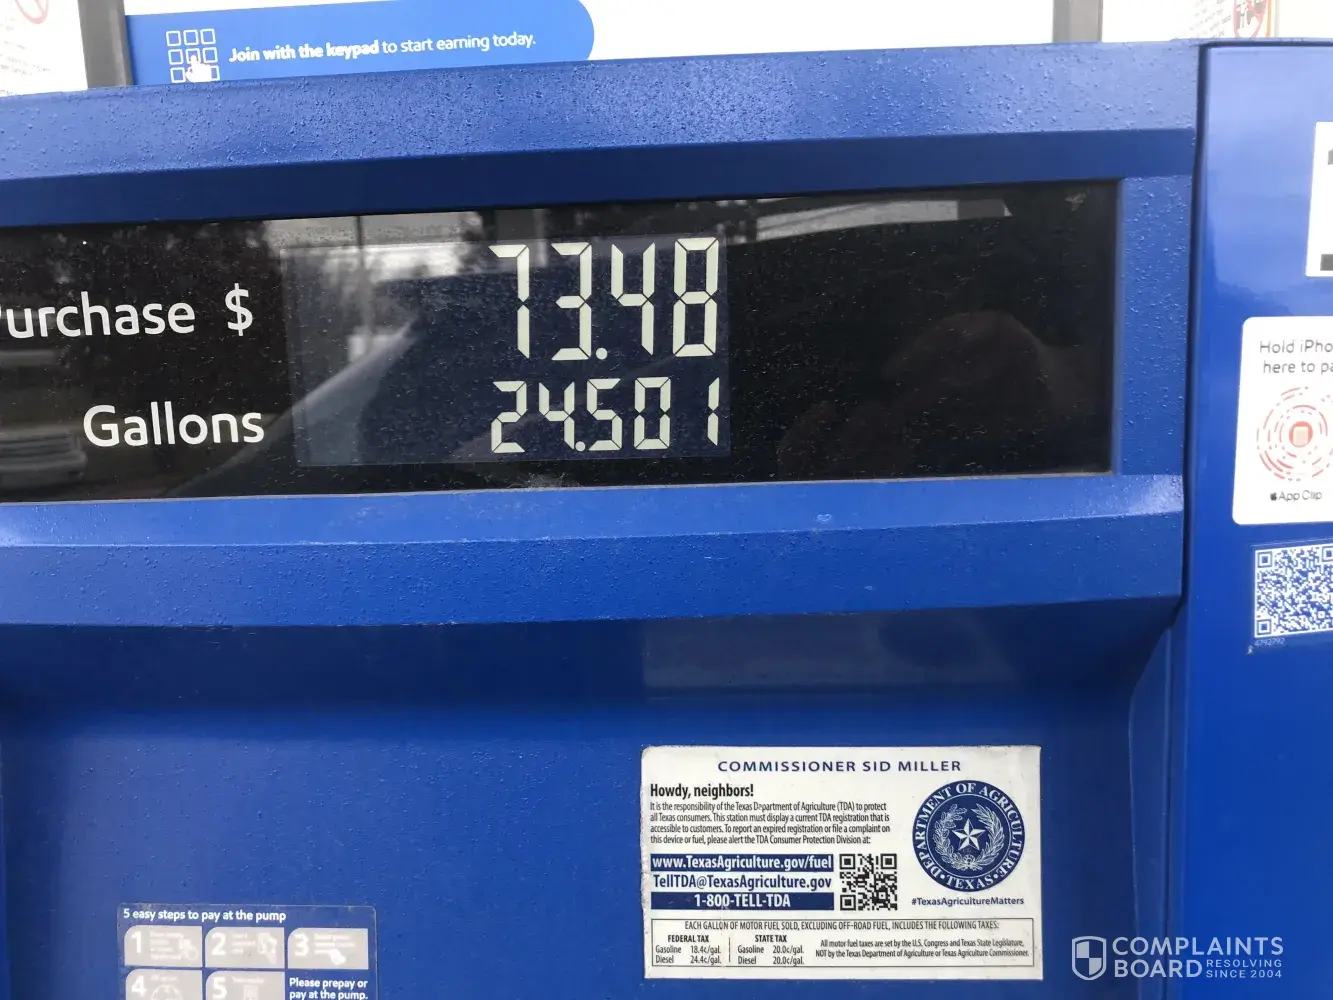 Join with the keypad to start earning today.
Purchase $ 73.48
Gallons 24.501
Hold iPho
here to pa
App Clip
4792792
COMMISSIONER SID MILLER
Howdy, neighbors!
It is the responsibility of the Texas Department of Agriculture (TDA) to protect
all Texas consumers. This station must display a current TDA registration that is
accessible to customers. To report an expired registration or file a complaint on
this device or fuel, please alert the TDA Consumer Protection Division at:
www.TexasAgriculture.gov/fuel
TellTDA@TexasAgriculture.gov
1-800-TELL-TDA
DEPARTMENT OF AGRICULTURE
TEXAS
#TexasAgricultureMatters
EACH GALLON OF MOTOR FUEL SOLD, EXCLUDING OFF-ROAD FUEL, INCLUDES THE FOLLOWING TAXES:
FEDERAL TAX
Gasoline 18.4c/gal.
Diesel 24.4c/gal.
STATE TAX
Gasoline 20.0c/gal.
Diesel 20.0c/gal.
All motor fuel taxes are set by the U.S. Congress and Texas State Legislature,
NOT by the Texas Department of Agriculture or Texas Agriculture Commissioner.
5 easy steps to pay at the pump
1 2 3
4 5
Please prepay or
pay at the pump.
COMPLAINTS
BOARD RESOLVING
SINCE 2004